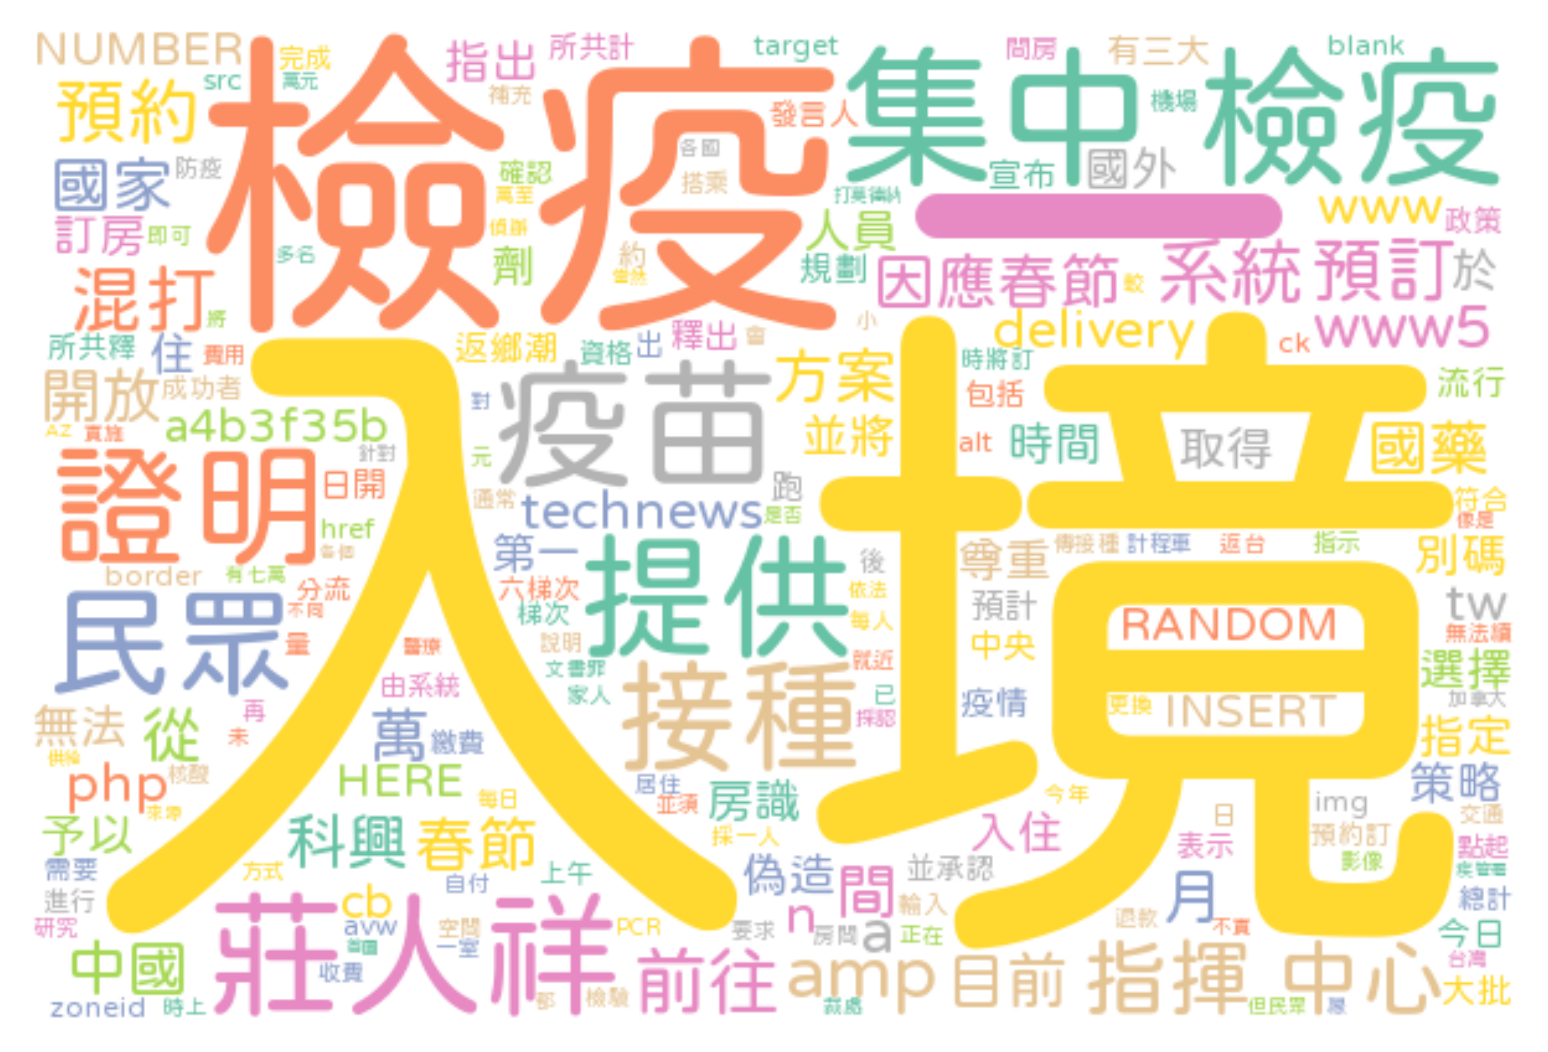 NUMBER
完成
指出
所共計
target
間房
有三大
blank
src
萬元
預約
檢疫
補充
發言人
集中檢疫
機場
國家
防疫
確認
各國
搭乘
宣布
國外
萬至
打莫德納
一
www
政策
訂房
即可
多名
劑
約
當然
人員
規劃
因應春節
較
系統
預訂
於
混打
將
所共釋
住
費用
返鄉潮
資格
出
釋出
會
小
delivery
ck
www5
開放
成功者
入境
對
疫苗
方案
時將訂
包括
流行
AZ
實施
a4b3f35b
針對
元
並將
alt
時間
取得
國藥
證明
日開
通常
跑
technews
是否
符合
像是
href
各個
第一
後
尊重
傳接種
計程車
返台
指示
別碼
border
有七萬
分流
不同
六梯次
梯次
提供
依法
每人
預計
RANDOM
tw
無法續
民眾
量
醫療
說明
文書罪
家人
就近
中央
選擇
加拿大
由系統
接種
已
採認
疫情
更換
INSERT
指定
無法
從
再
未
萬
繳費
供給
php
核酸
HERE
每日
居住
並須
房識
今年
img
策略
交通
予以
科興
春節
採一人
入住
日
表示
預約訂
影像
點起
疾管署
需要
方式
自付
上午
偽造
間
並承認
月
總計
進行
cb
莊人祥
空間
PCR
要求
n
房間
a
輸入
正在
退款
不實
今日
研究
avw
一室
台灣
中國
收費
前往
amp
目前
指揮
中心
大批
zoneid
時上
部
檢驗
裁處
但民眾